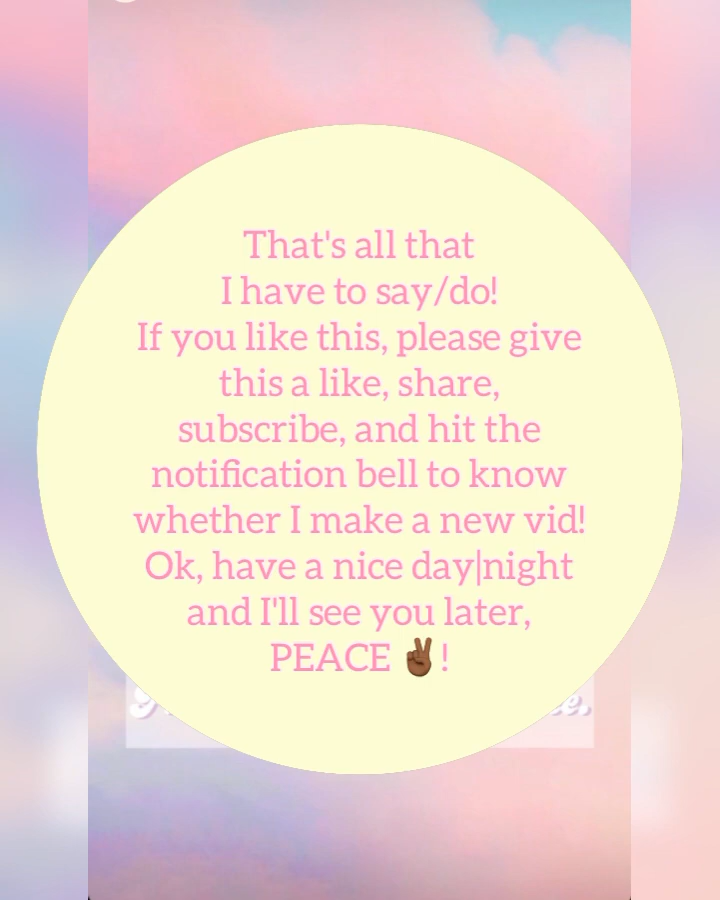 That's all that
I have to say/do!
If you like this, please give
this a like, share,
subscribe, and hit the
notification bell to know
whether I make a new vid!
Ok, have a nice day|night
and I'll see you later,
PEACE ✌🏾!